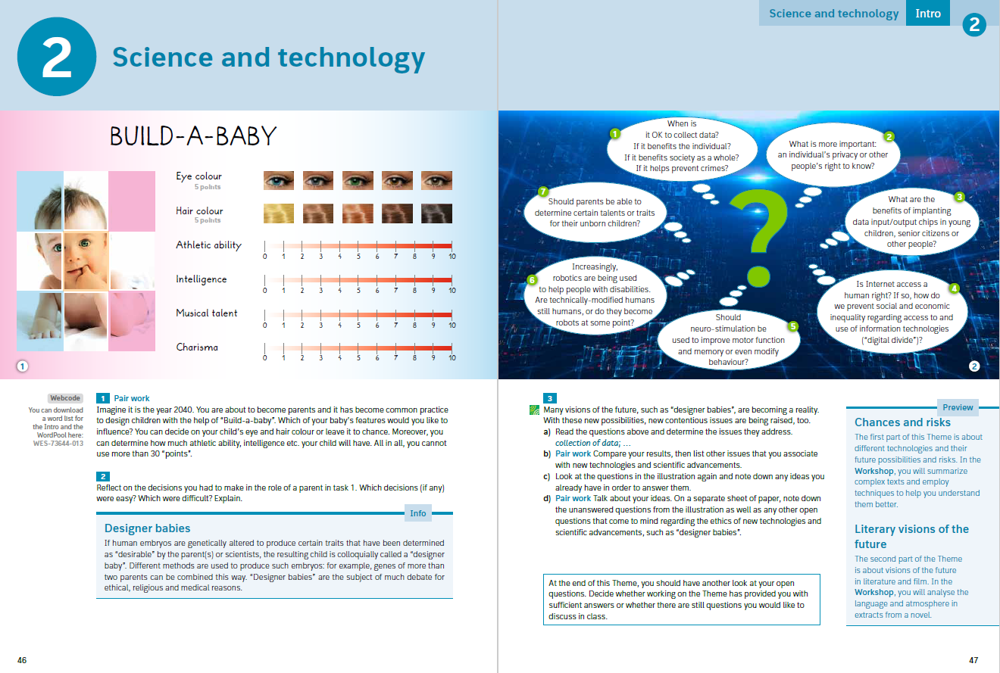 2
Science and technology
BUILD-A-BABY
Eye colour
5 points
Hair colour
5 points
Athletic ability
0 1 2 3 4 5 6 7 8 9 10
Intelligence
0 1 2 3 4 5 6 7 8 9 10
Musical talent
0 1 2 3 4 5 6 7 8 9 10
Charisma
0 1 2 3 4 5 6 7 8 9 10
1
Webcode
You can download
a word list for
the Intro and the
WordPool here:
WES-73644-013
1 Pair work
Imagine it is the year 2040. You are about to become parents and it has become common practice
to design children with the help of “Build-a-baby”. Which of your baby’s features would you like to
influence? You can decide on your child’s eye and hair colour or leave it to chance. Moreover, you
can determine how much athletic ability, intelligence etc. your child will have. All in all, you cannot
use more than 30 “points”.
2
Reflect on the decisions you had to make in the role of a parent in task 1. Which decisions (if any)
were easy? Which were difficult? Explain.
Info
Designer babies
If human embryos are genetically altered to produce certain traits that have been determined
as “desirable” by the parent(s) or scientists, the resulting child is colloquially called a “designer
baby”. Different methods are used to produce such embryos: for example, genes of more than
two parents can be combined this way. “Designer babies” are the subject of much debate for
ethical, religious and medical reasons.
46
Science and technology Intro 2
1
When is
it OK to collect data?
If it benefits the individual?
If it benefits society as a whole?
If it helps prevent crimes?
2
What is more important:
an individual’s privacy or other
people’s right to know?
3
What are the
benefits of implanting
data input/output chips in young
children, senior citizens or
other people?
4
Is Internet access a
human right? If so, how do
we prevent social and economic
inequality regarding access to and
use of information technologies
(“digital divide”)?
5
Should
neuro-stimulation be
used to improve motor function
and memory or even modify
behaviour?
6
Increasingly,
robotics are being used
to help people with disabilities.
Are technically-modified humans
still humans, or do they become
robots at some point?
7
Should parents be able to
determine certain talents or traits
for their unborn children?
?
2
3
Many visions of the future, such as “designer babies”, are becoming a reality.
With these new possibilities, new contentious issues are being raised, too.
a) Read the questions above and determine the issues they address.
collection of data; …
b) Pair work Compare your results, then list other issues that you associate
with new technologies and scientific advancements.
c) Look at the questions in the illustration again and note down any ideas you
already have in order to answer them.
d) Pair work Talk about your ideas. On a separate sheet of paper, note down
the unanswered questions from the illustration as well as any other open
questions that come to mind regarding the ethics of new technologies and
scientific advancements, such as “designer babies”.
At the end of this Theme, you should have another look at your open
questions. Decide whether working on the Theme has provided you with
sufficient answers or whether there are still questions you would like to
discuss in class.
Preview
Chances and risks
The first part of this Theme is about
different technologies and their
future possibilities and risks. In the
Workshop, you will summarize
complex texts and employ
techniques to help you understand
them better.
Literary visions of the
future
The second part of the Theme
is about visions of the future
in literature and film. In the
Workshop, you will analyse the
language and atmosphere in
extracts from a novel.
47